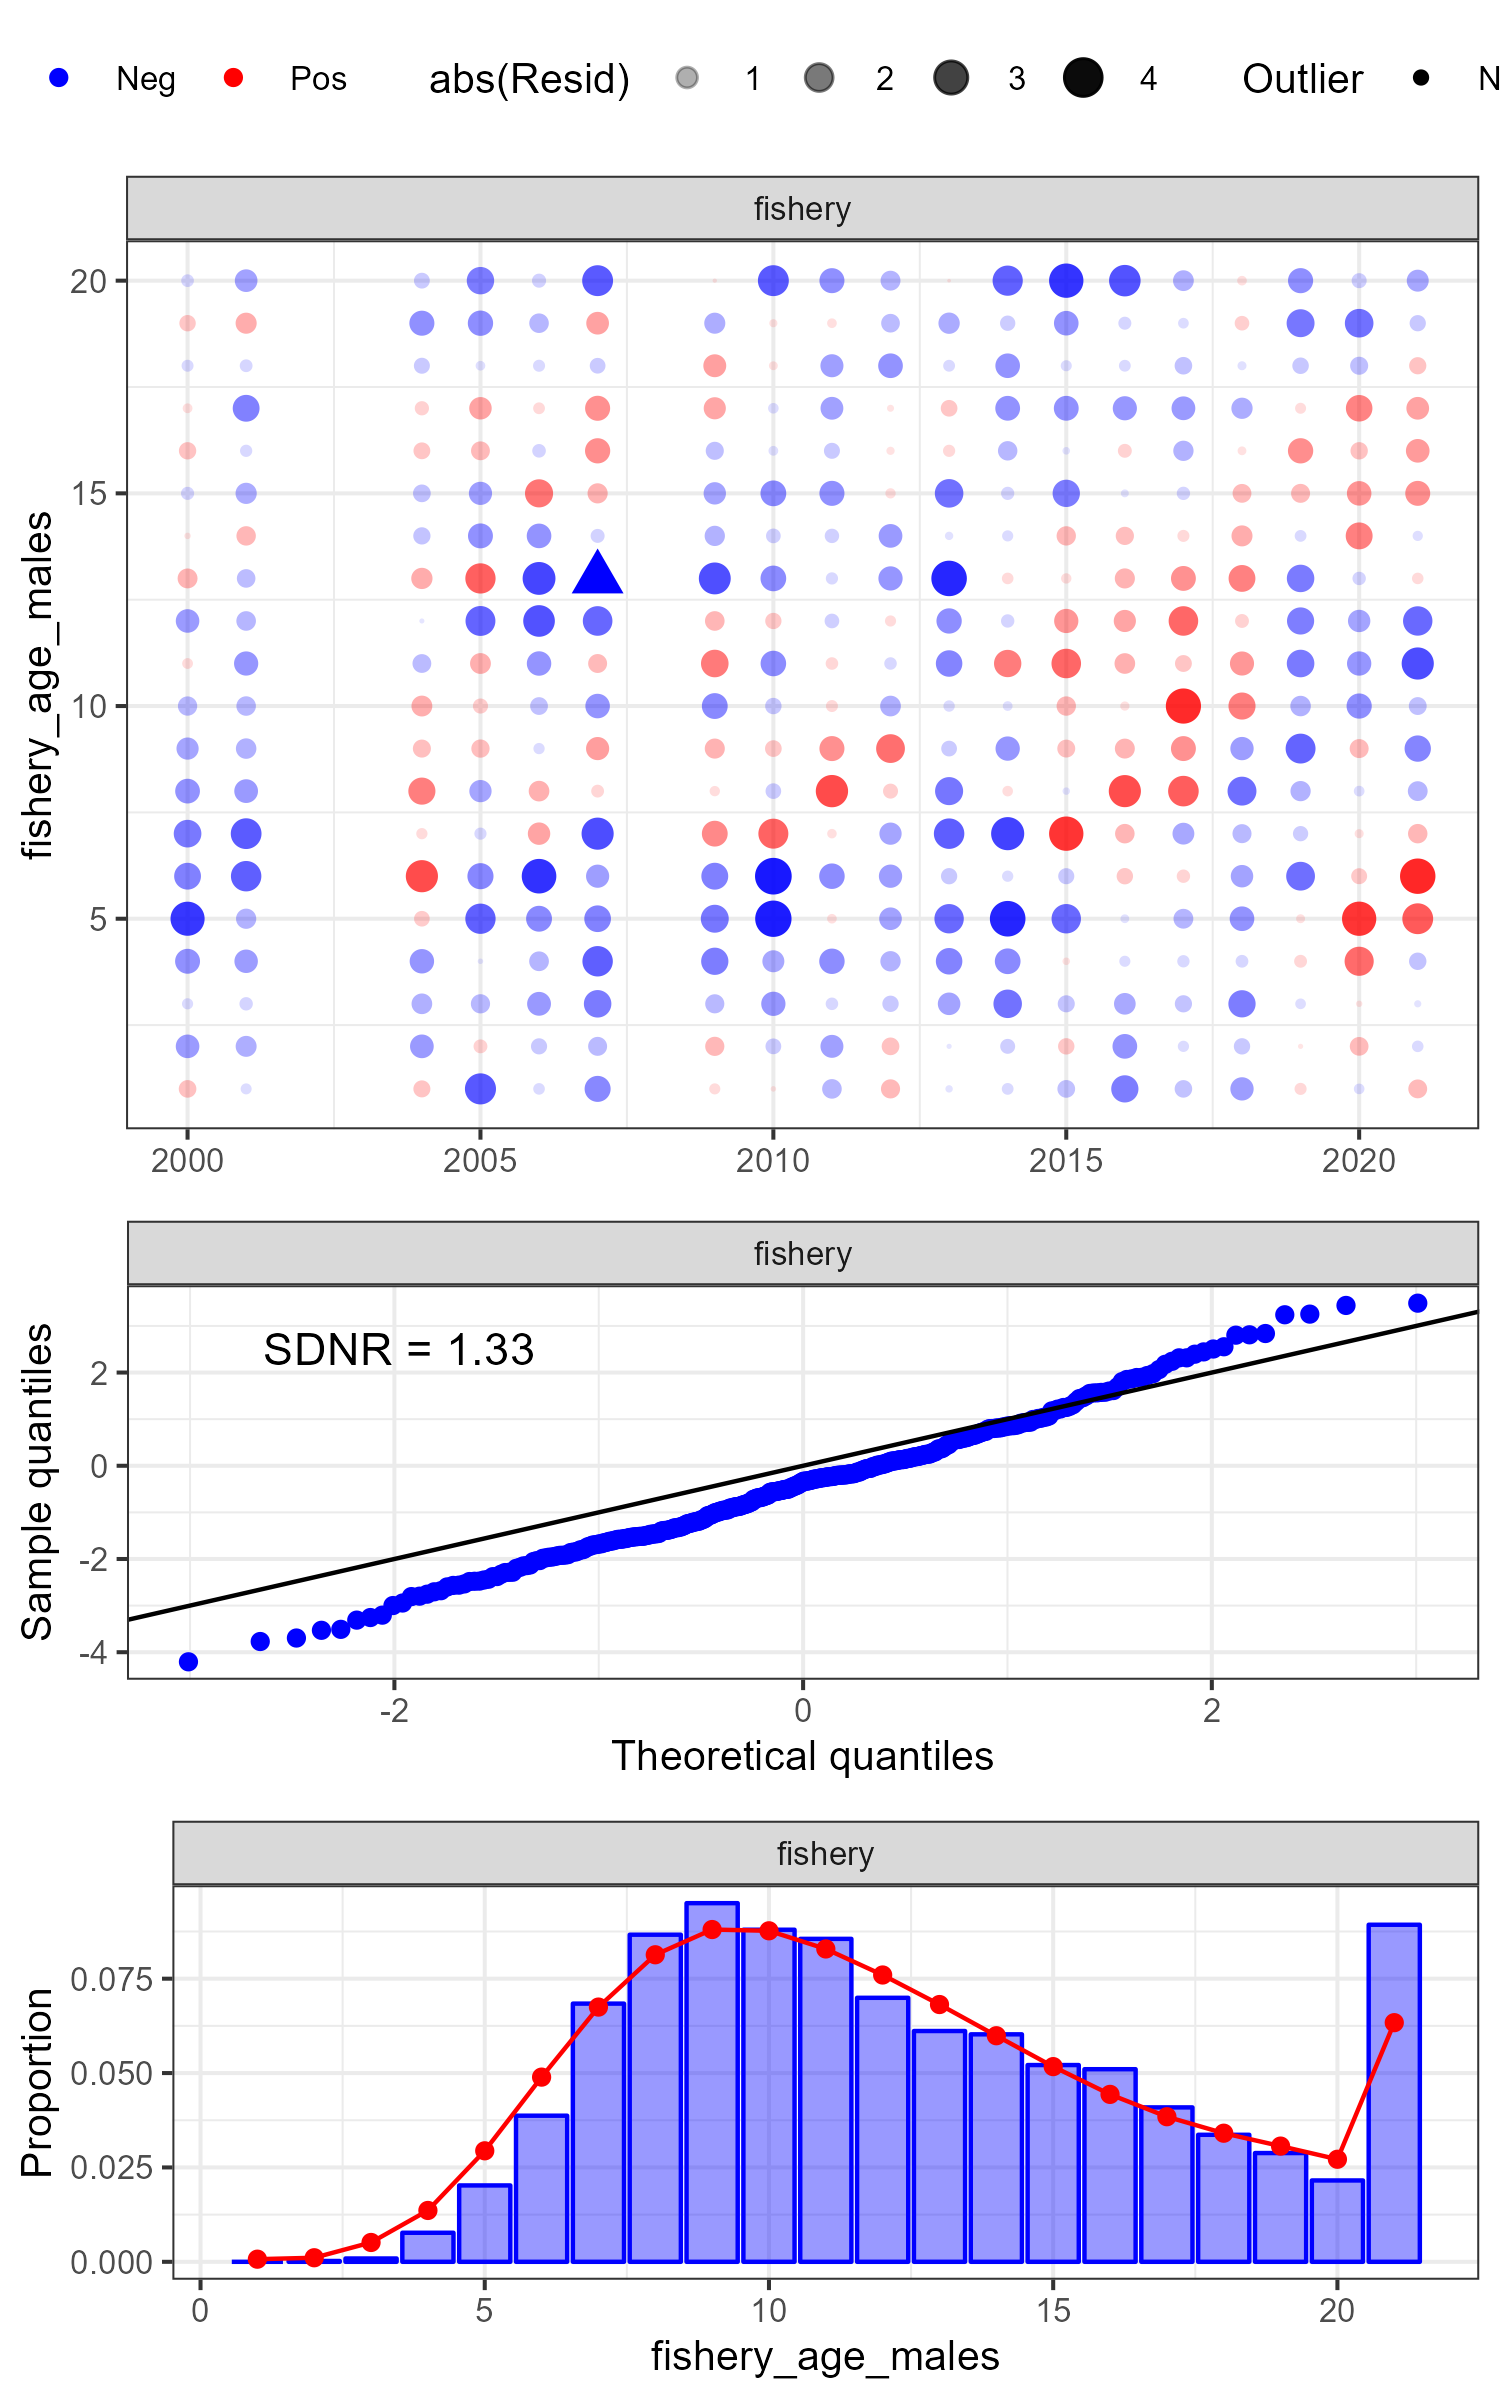 Neg Pos abs(Resid) 1 2 3 4 Outlier N
fishery
fishery_age_males
20
15
10
5
2000 2005 2010 2015 2020
fishery
SDNR = 1.33
Sample quantiles
2
0
-2
-4
-2 0 2
Theoretical quantiles
fishery
Proportion
0.075
0.050
0.025
0.000
0 5 10 15 20
fishery_age_males